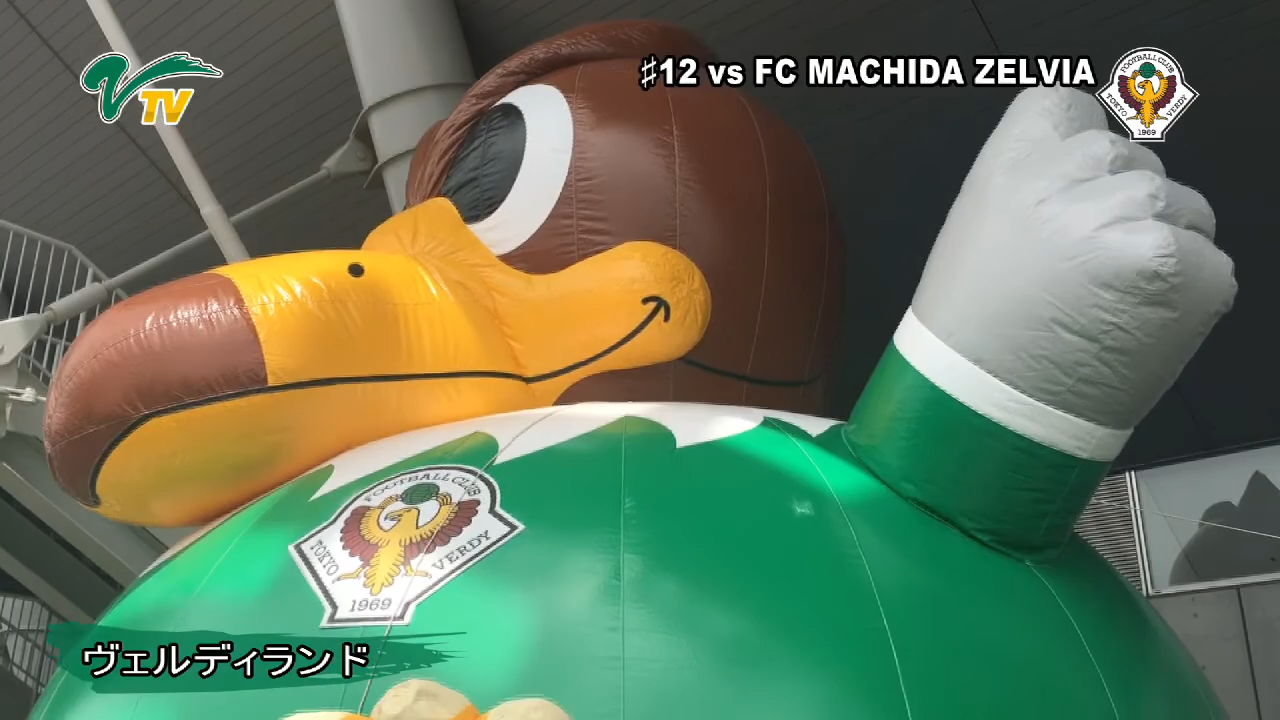 V
TV
♯12 vs FC MACHIDA ZELVIA
FOOTBALL CLUB
TOKYO VERDY
1969
FOOTBALL CLUB
TOKYO VERDY
1969
ヴェルディランド